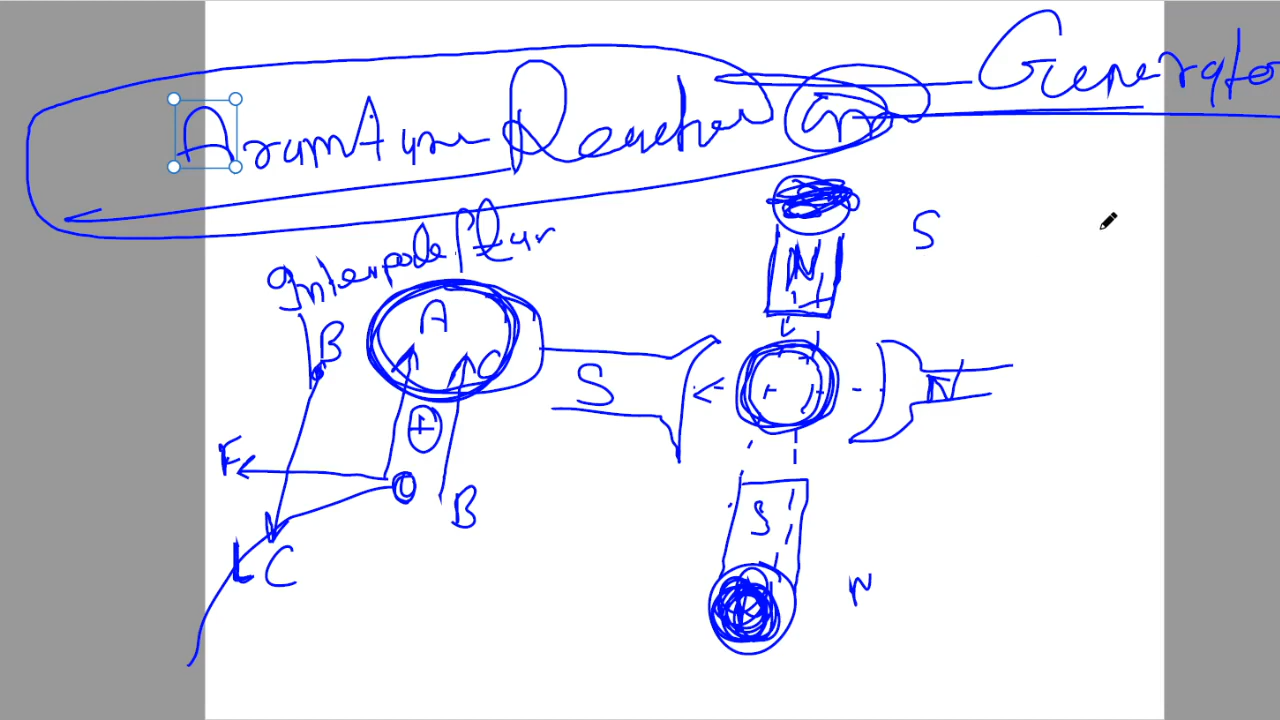 Generator
Armature Reaction
Interpole flux
S
N
A
B
C
S
N
+
F
B
S
L C
N